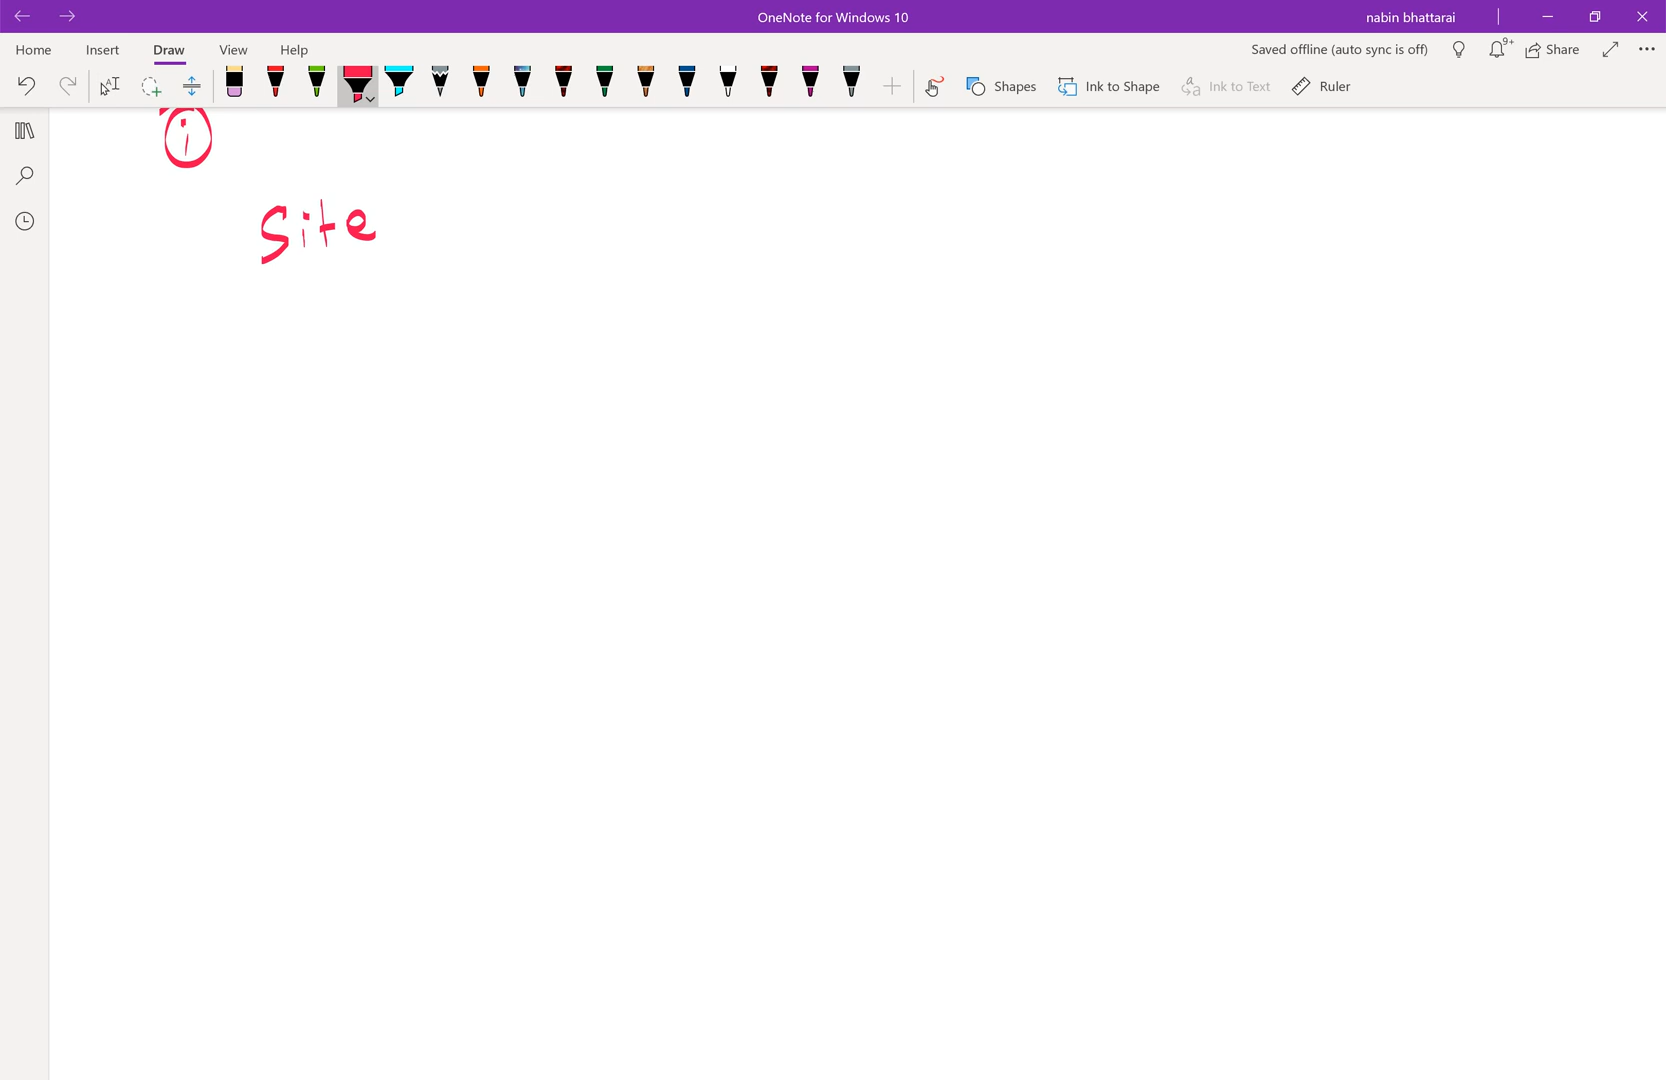 OneNote for Windows 10
nabin bhattarai
Home Insert Draw View Help
Saved offline (auto sync is off)
9+
Share
Shapes
Ink to Shape
Ink to Text
Ruler
i
Site